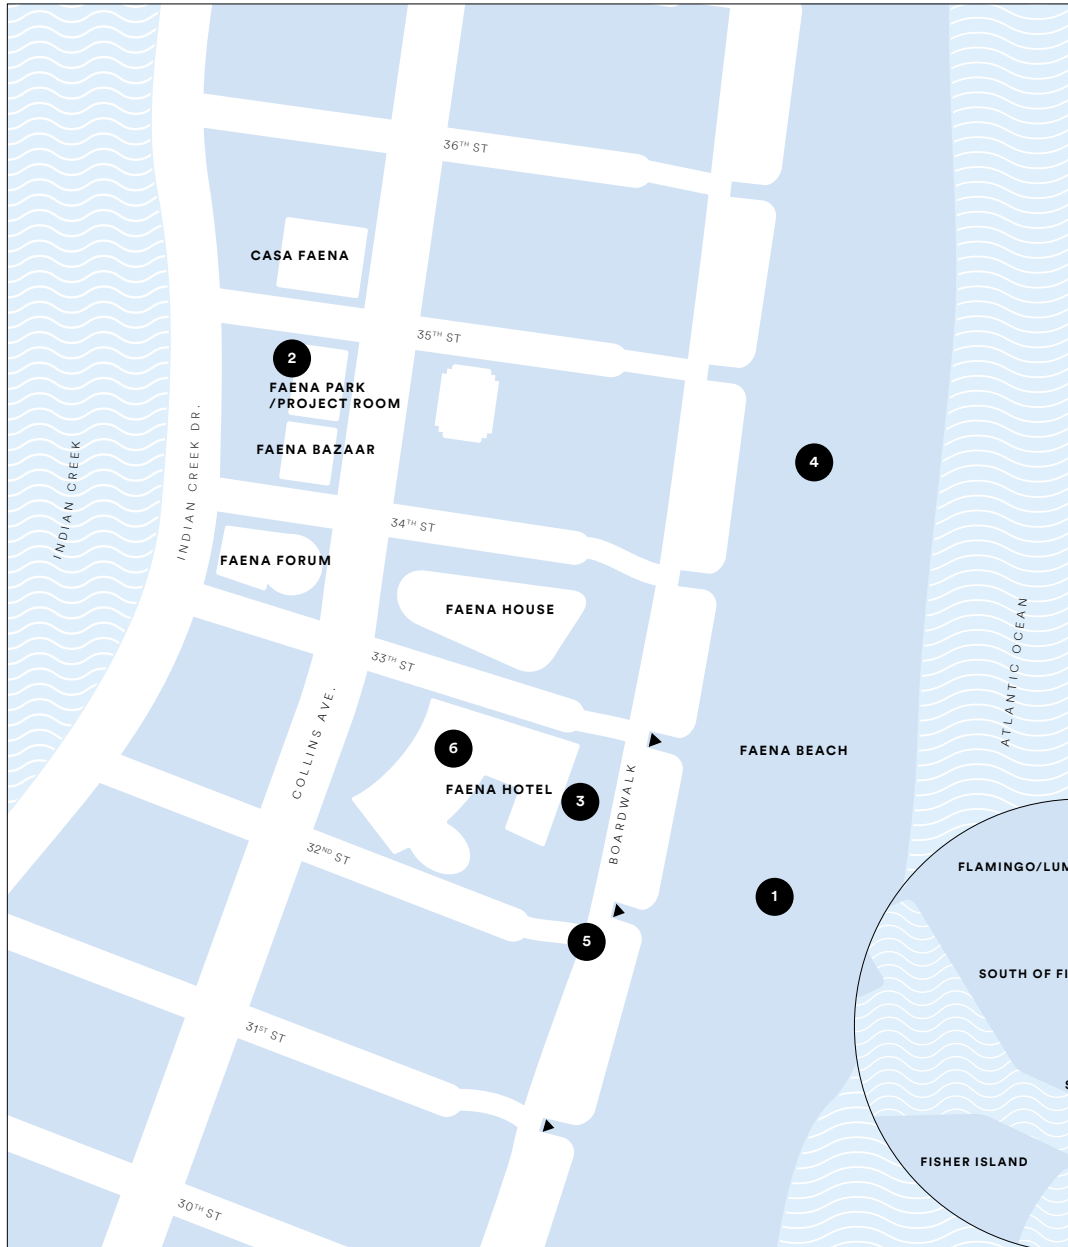 36TH ST
CASA FAENA
35TH ST
2
FAENA PARK
/PROJECT ROOM
FAENA BAZAAR
INDIAN CREEK
INDIAN CREEK DR.
4
34TH ST
FAENA FORUM
FAENA HOUSE
33TH ST
ATLANTIC OCEAN
COLLINS AVE.
6
FAENA HOTEL
3
BOARDWALK
FAENA BEACH
32ND ST
1
5
FLAMINGO/LUM
SOUTH OF FI
31ST ST
FISHER ISLAND
30TH ST